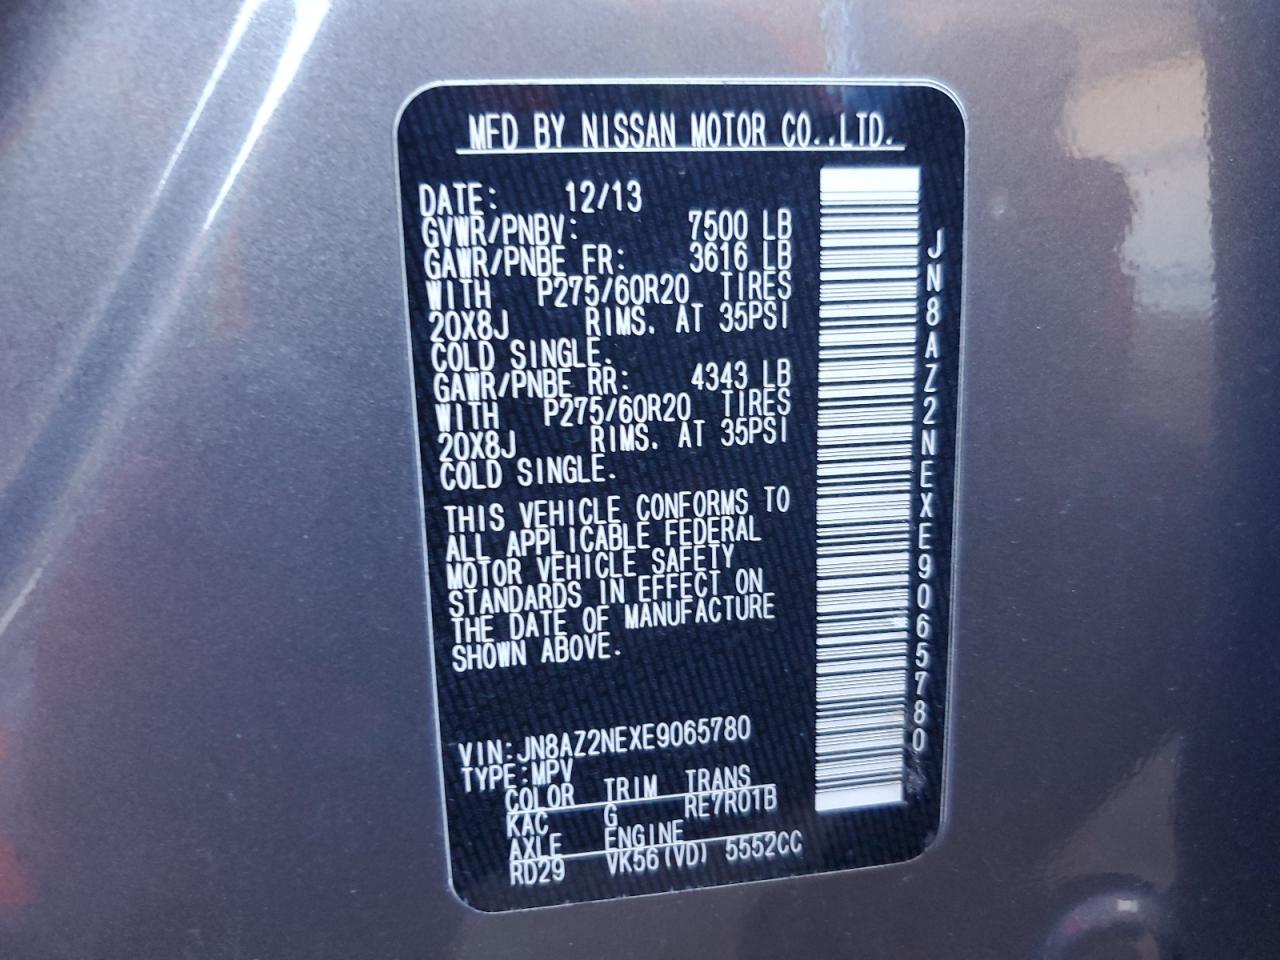 MFD BY NISSAN MOTOR CO.,LTD.
DATE: 12/13
GVWR/PNBV: 7500 LB
GAWR/PNBE FR: 3616 LB
WITH P275/60R20 TIRES
20X8J RIMS. AT 35PSI
COLD SINGLE.
GAWR/PNBE RR: 4343 LB
WITH P275/60R20 TIRES
20X8J RIMS. AT 35PSI
COLD SINGLE.
THIS VEHICLE CONFORMS TO
ALL APPLICABLE FEDERAL
MOTOR VEHICLE SAFETY
STANDARDS IN EFFECT ON
THE DATE OF MANUFACTURE
SHOWN ABOVE.
VIN:JN8AZ2NEXE9065780
TYPE:MPV
COLOR TRIM TRANS
KAC G RE7R01B
AXLE ENGINE
RD29 VK56(VD) 5552CC
JN8AZ2NEXE9065780